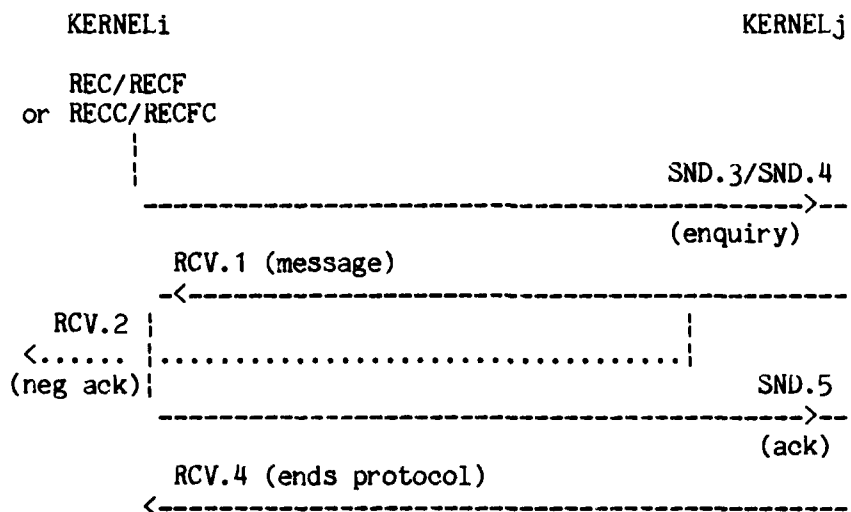 KERNELi KERNELj
REC/RECF
or RECC/RECFC
SND.3/SND.4
(enquiry)
RCV.1 (message)
RCV.2
(neg ack)
SND.5
(ack)
RCV.4 (ends protocol)